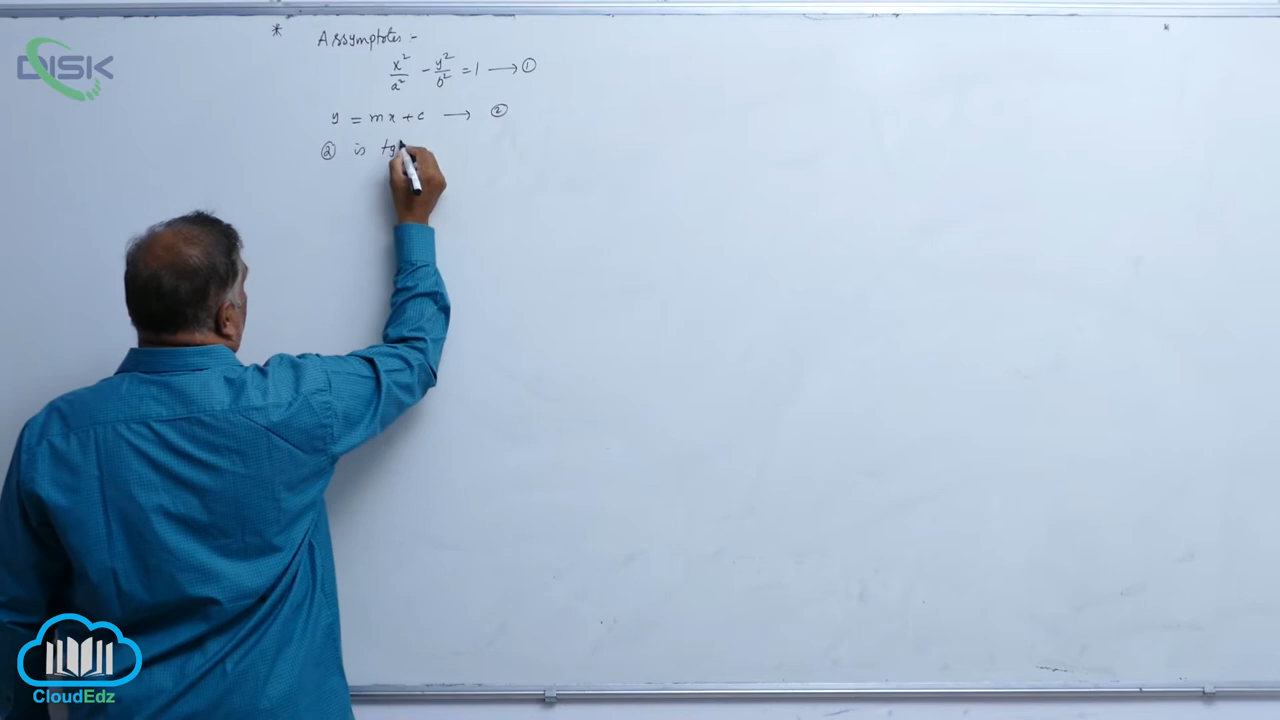 DISK
* Assymptotes :-
x²/a² - y²/b² = 1 → ①
y = mx + c → ②
② is tg
CloudEdz